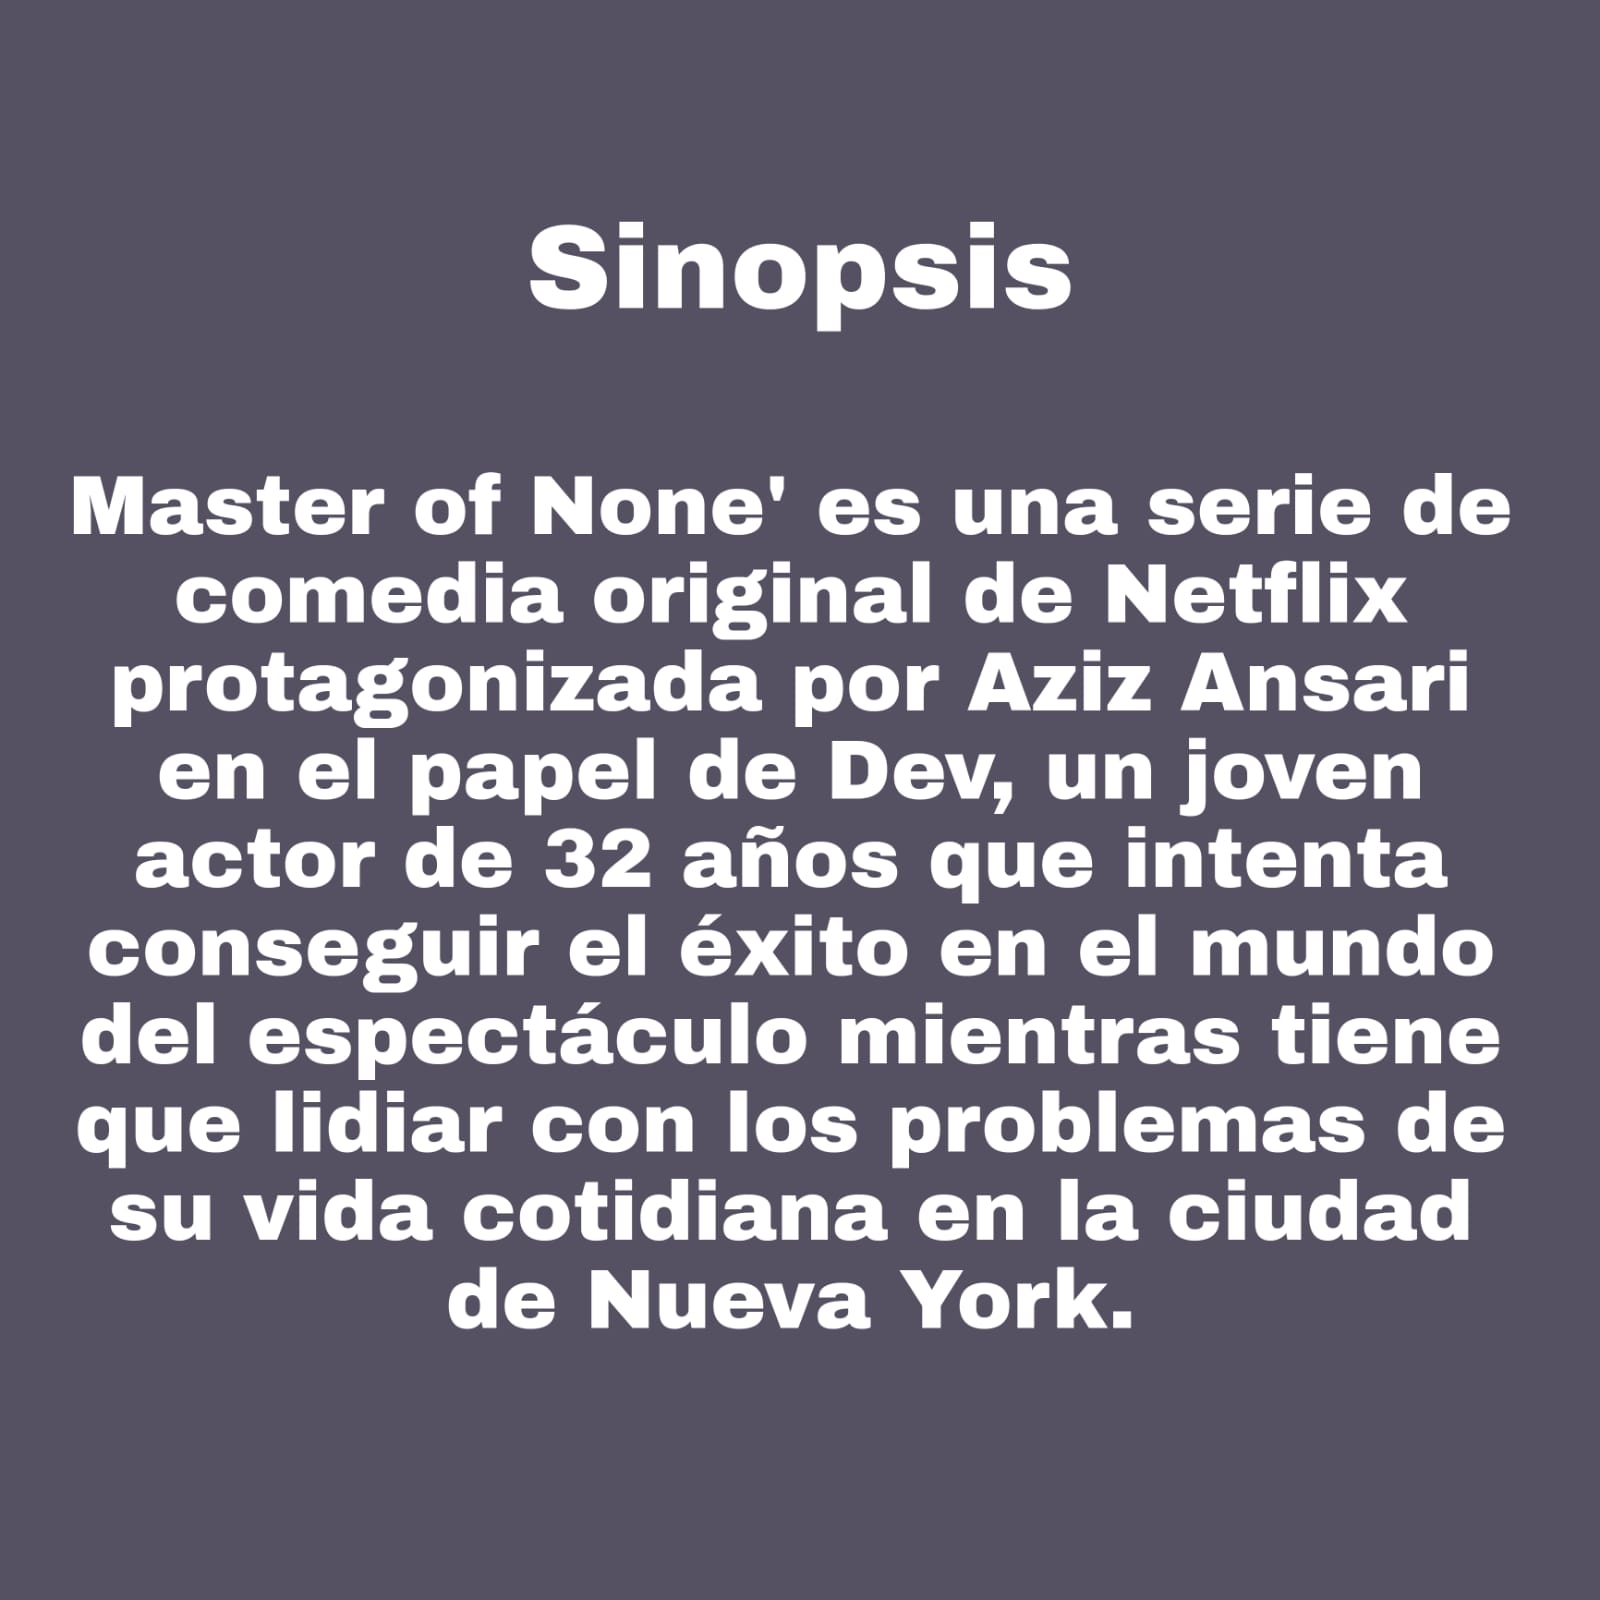 Sinopsis
Master of None' es una serie de
comedia original de Netflix
protagonizada por Aziz Ansari
en el papel de Dev, un joven
actor de 32 años que intenta
conseguir el éxito en el mundo
del espectáculo mientras tiene
que lidiar con los problemas de
su vida cotidiana en la ciudad
de Nueva York.